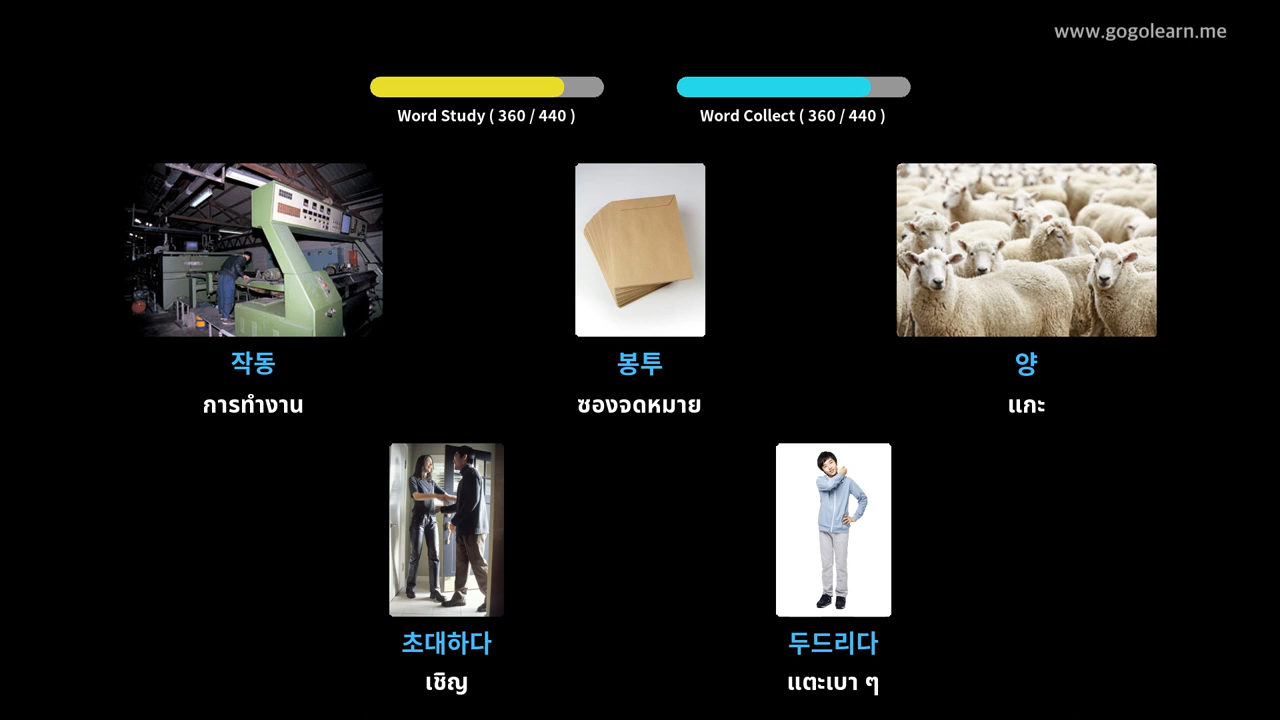 www.gogolearn.me
Word Study ( 360 / 440 )
Word Collect ( 360 / 440 )
작동
봉투
양
การทำงาน
ซองจดหมาย
แกะ
초대하다
두드리다
เชิญ
แตะเบา ๆ